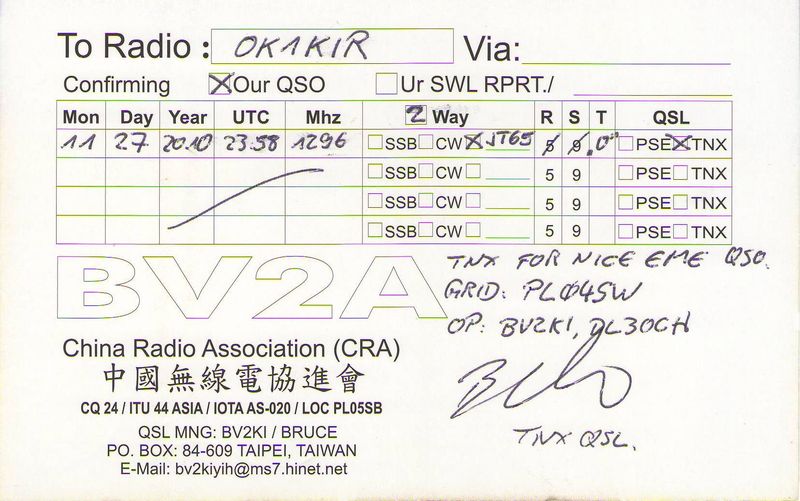 To Radio : OK1KIR Via:
Confirming Our QSO Ur SWL RPRT./
Mon Day Year UTC Mhz 2 Way R S T QSL
11 27 2010 23:58 1296 SSB CW JT65 5 9 "O" PSE TNX
SSB CW 5 9 PSE TNX
SSB CW 5 9 PSE TNX
SSB CW 5 9 PSE TNX
BV2A
TNX FOR NICE EME QSO.
GRID: PL04SW
OP: BV2KI, DL3OCH
China Radio Association (CRA)
中國無線電協進會
CQ 24 / ITU 44 ASIA / IOTA AS-020 / LOC PL05SB
QSL MNG: BV2KI / BRUCE
PO. BOX: 84-609 TAIPEI, TAIWAN
E-Mail: bv2kiyih@ms7.hinet.net
TNX QSL.